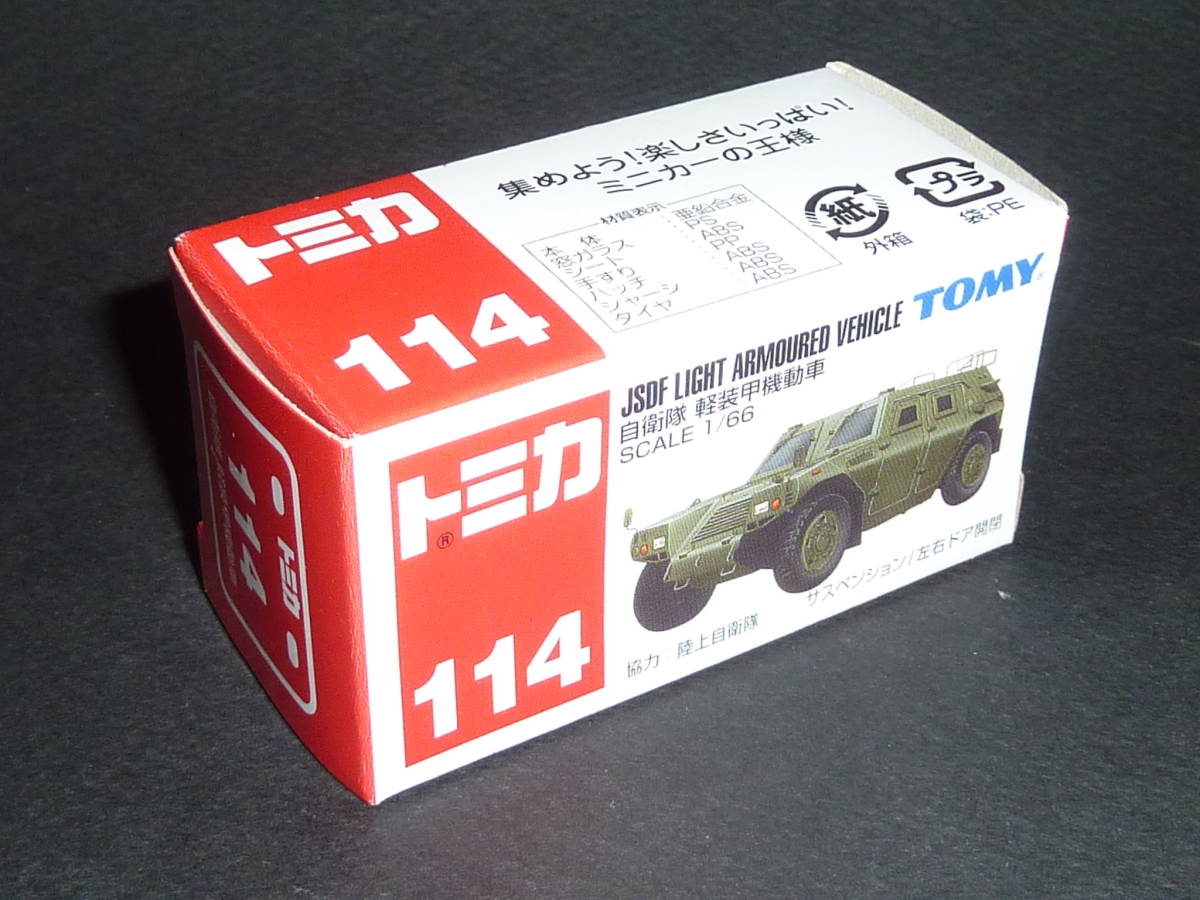 集めよう!楽しさいっぱい!
ミニカーの王様
トミカ
114
材質表示
本体 亜鉛合金
窓ガラス PS
シート ABS
手すり PP
ハッチ ABS
シャーシ ABS
タイヤ ABS
紙
外箱
プラ
袋:PE
JSDF LIGHT ARMOURED VEHICLE TOMY®
自衛隊 軽装甲機動車
SCALE 1/66
トミカ®
114
協力 陸上自衛隊
サスペンション/左右ドア開閉
トミカ
114